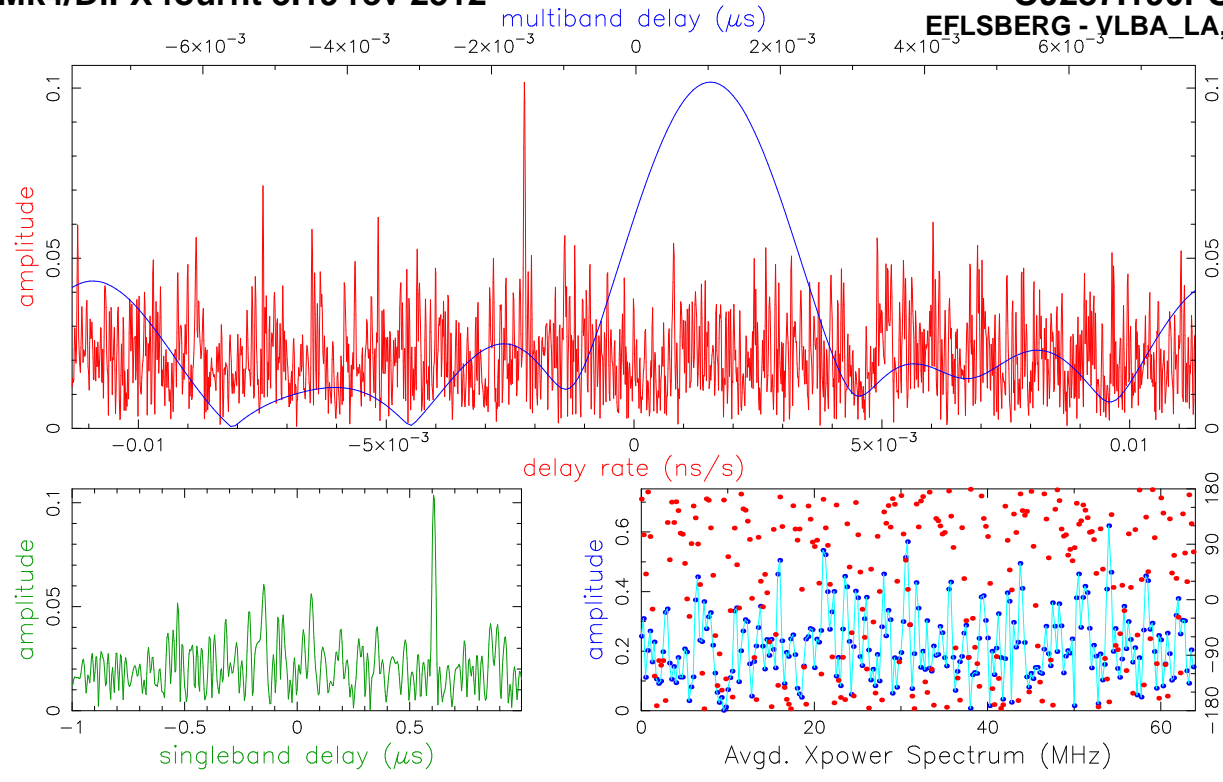 multiband delay (μs)
EFLSBERG - VLBA_LA,
−6×10⁻³ −4×10⁻³ −2×10⁻³ 0 2×10⁻³ 4×10⁻³ 6×10⁻³
0.1 0.1
amplitude
0.05 0.05
0 0
−0.01 −5×10⁻³ 0 5×10⁻³ 0.01
delay rate (ns/s)
amplitude
0.1
0.05
0
−1 −0.5 0 0.5
singleband delay (μs)
amplitude
0.6
0.4
0.2
0
180
90
0
−90
−180
0 20 40 60
Avgd. Xpower Spectrum (MHz)